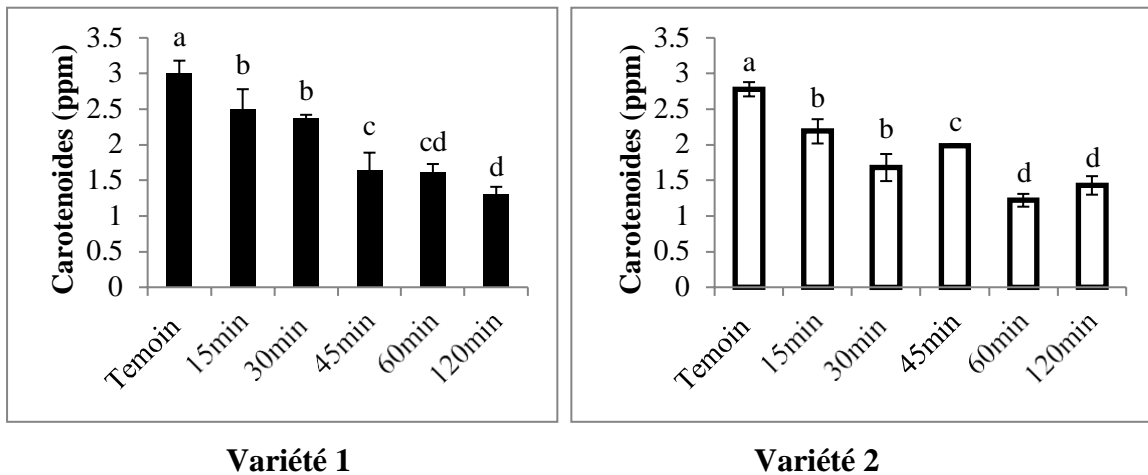 Carotenoides (ppm)
3.5
3
2.5
2
1.5
1
0.5
0
a
b
b
c
cd
d
Temoin
15min
30min
45min
60min
120min
Variété 1
Carotenoides (ppm)
3.5
3
2.5
2
1.5
1
0.5
0
a
b
b
c
d
d
Temoin
15min
30min
45min
60min
120min
Variété 2